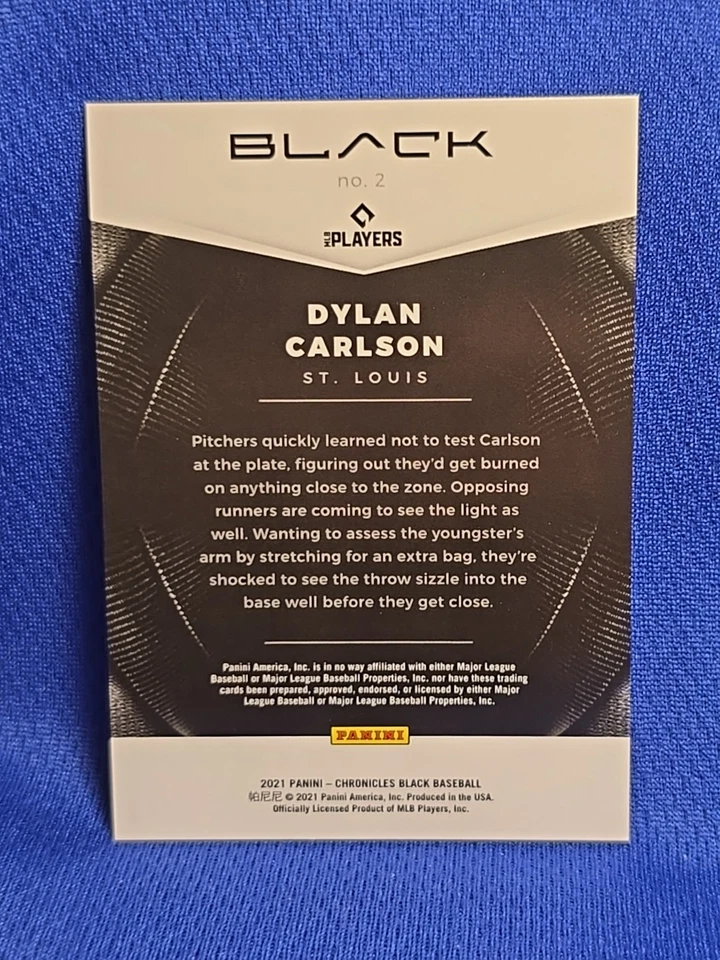 BLACK
no. 2
MLB PLAYERS
DYLAN
CARLSON
ST. LOUIS
Pitchers quickly learned not to test Carlson
at the plate, figuring out they'd get burned
on anything close to the zone. Opposing
runners are coming to see the light as
well. Wanting to assess the youngster's
arm by stretching for an extra bag, they're
shocked to see the throw sizzle into the
base well before they get close.
Panini America, Inc. is in no way affiliated with either Major League
Baseball or Major League Baseball Properties, Inc. nor have these trading
cards been prepared, approved, endorsed, or licensed by either Major
League Baseball or Major League Baseball Properties, Inc.
PANINI
2021 PANINI – CHRONICLES BLACK BASEBALL
帕尼尼 © 2021 Panini America, Inc. Produced in the USA.
Officially Licensed Product of MLB Players, Inc.